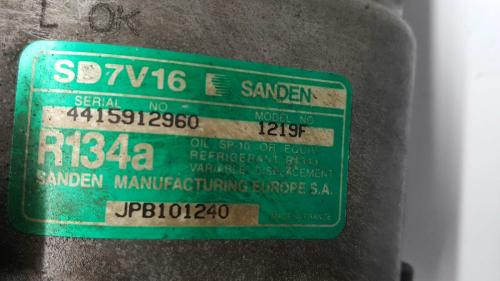 L OK
SD7V16 SANDEN
SERIAL NO MODEL NO
4415912960 1219F
R134a OIL SP-10 OR EQUIV
REFRIGERANT R134a
VARIABLE DISPLACEMENT
SANDEN MANUFACTURING EUROPE S.A.
JPB101240 MADE IN FRANCE